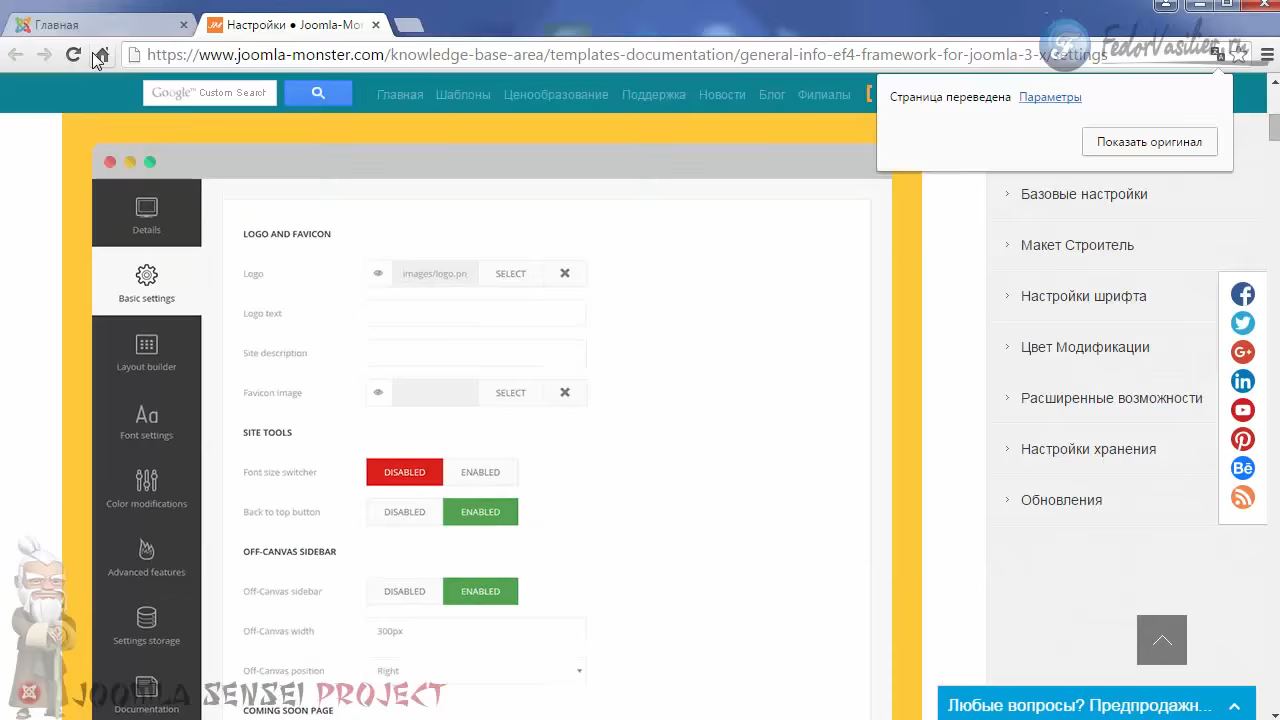 Главная
Настройки ● Joomla-Mon
FedorVasiliev.ru
https://www.joomla-monster.com/knowledge-base-area/templates-documentation/general-info-ef4-framework-for-joomla-3-x/settings
Google™ Custom Search
Главная
Шаблоны
Ценообразование
Поддержка
Новости
Блог
Филиалы
Страница переведена Параметры
Показать оригинал
Details
Basic settings
Layout builder
Font settings
Color modifications
Advanced features
Settings storage
Documentation
LOGO AND FAVICON
Logo
images/logo.pn
SELECT
Logo text
Site description
Favicon image
SELECT
SITE TOOLS
Font size switcher
DISABLED
ENABLED
Back to top button
DISABLED
ENABLED
OFF-CANVAS SIDEBAR
Off-Canvas sidebar
DISABLED
ENABLED
Off-Canvas width
300px
Off-Canvas position
Right
COMING SOON PAGE
Базовые настройки
Макет Строитель
Настройки шрифта
Цвет Модификации
Расширенные возможности
Настройки хранения
Обновления
Любые вопросы? Предпродажн...
JOOMLA SENSEI PROJECT